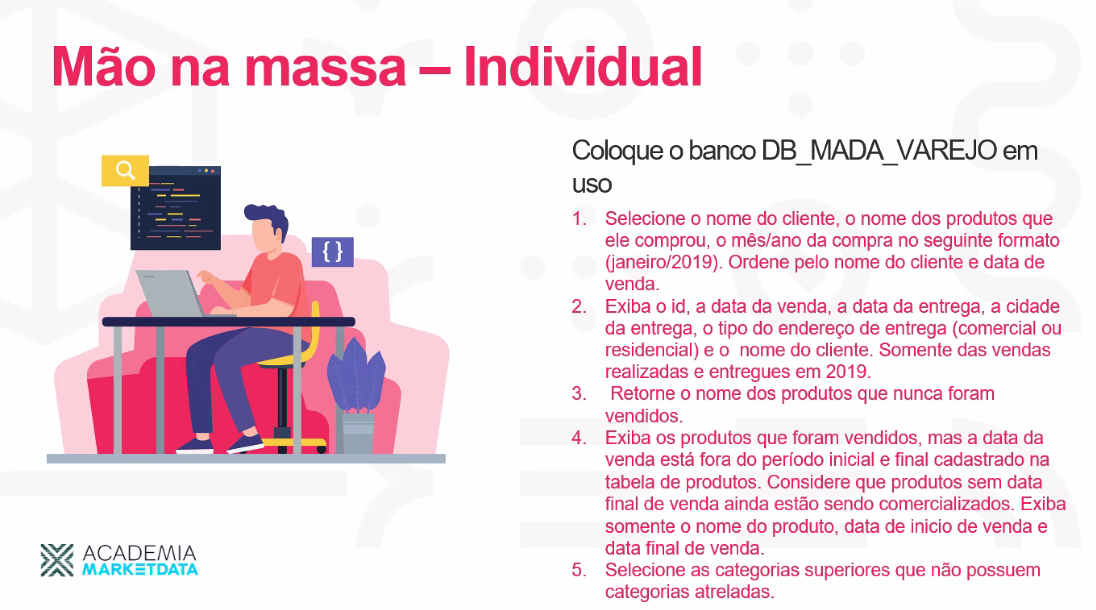 Mão na massa – Individual
Coloque o banco DB_MADA_VAREJO em
uso
1. Selecione o nome do cliente, o nome dos produtos que
ele comprou, o mês/ano da compra no seguinte formato
(janeiro/2019). Ordene pelo nome do cliente e data de
venda.
2. Exiba o id, a data da venda, a data da entrega, a cidade
da entrega, o tipo do endereço de entrega (comercial ou
residencial) e o nome do cliente. Somente das vendas
realizadas e entregues em 2019.
3. Retorne o nome dos produtos que nunca foram
vendidos.
4. Exiba os produtos que foram vendidos, mas a data da
venda está fora do período inicial e final cadastrado na
tabela de produtos. Considere que produtos sem data
final de venda ainda estão sendo comercializados. Exiba
somente o nome do produto, data de inicio de venda e
data final de venda.
5. Selecione as categorias superiores que não possuem
categorias atreladas.
{ }
ACADEMIA
MARKETDATA